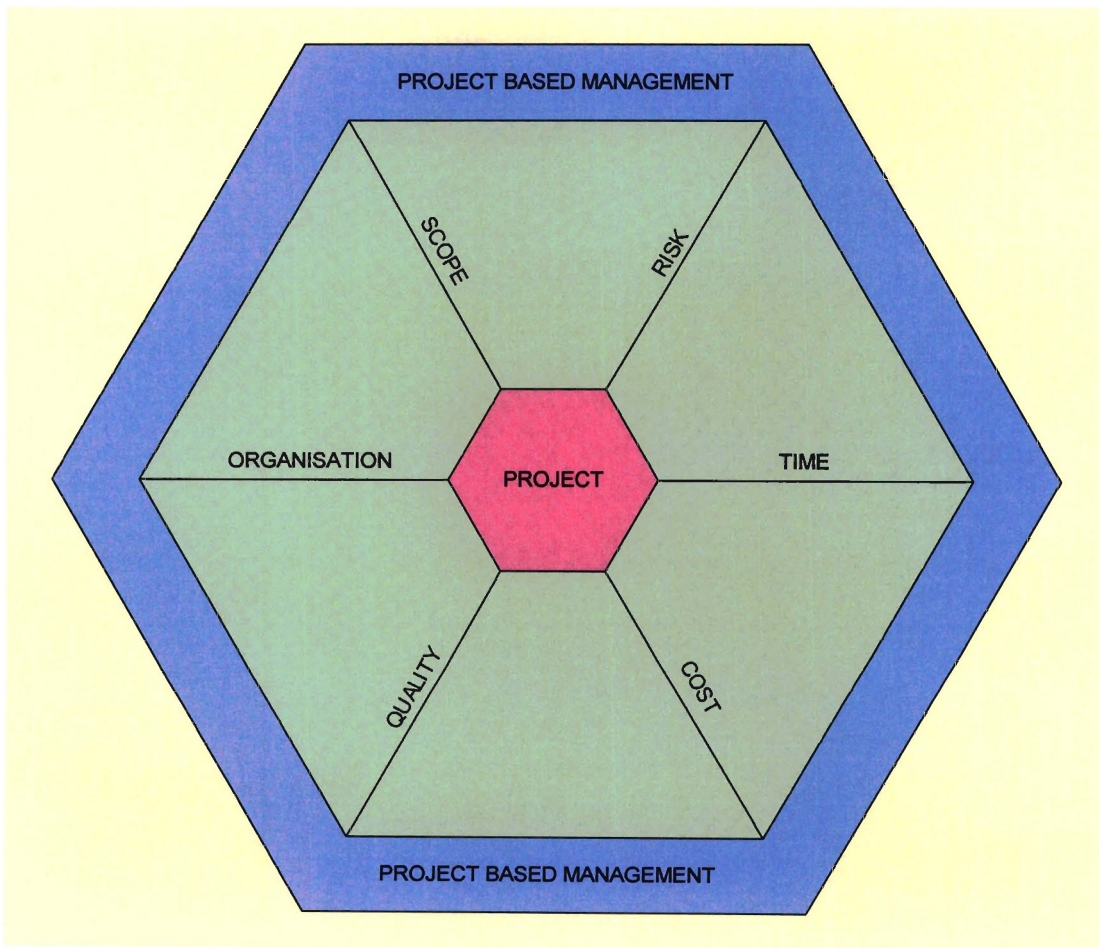 PROJECT BASED MANAGEMENT
SCOPE
RISK
ORGANISATION
PROJECT
TIME
QUALITY
COST
PROJECT BASED MANAGEMENT